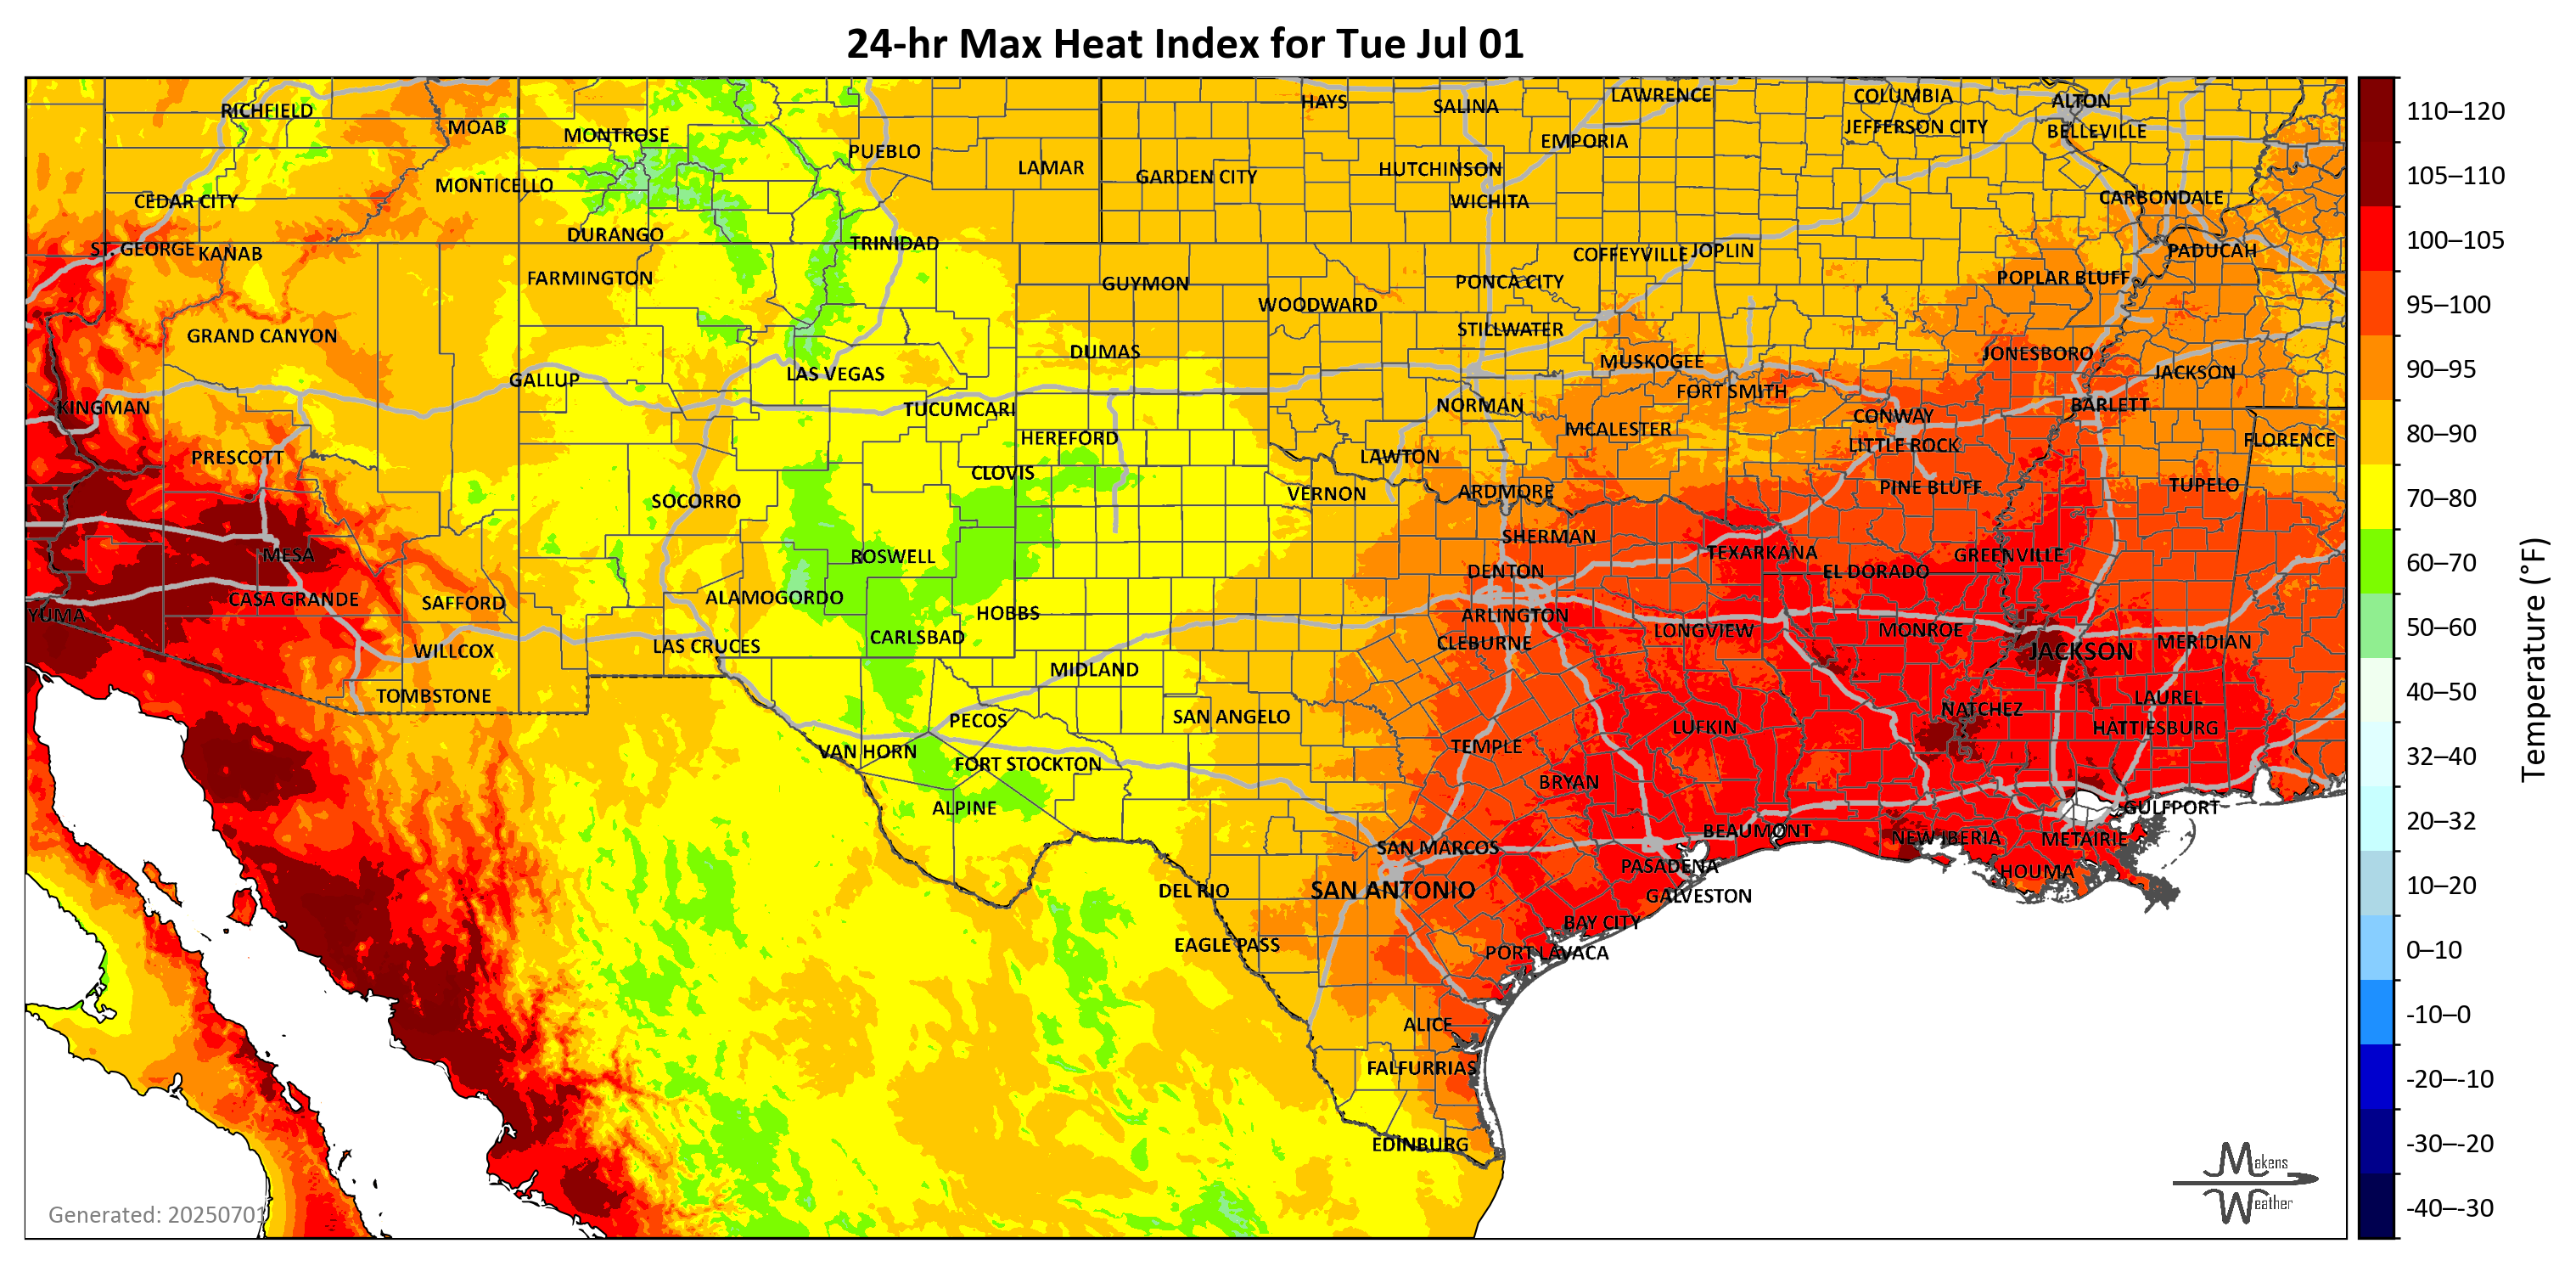 24-hr Max Heat Index for Tue Jul 01
RICHFIELD
MOAB
MONTROSE
PUEBLO
LAMAR
HAYS
SALINA
LAWRENCE
COLUMBIA
ALTON
JEFFERSON CITY
BELLEVILLE
EMPORIA
HUTCHINSON
GARDEN CITY
MONTICELLO
CEDAR CITY
WICHITA
CARBONDALE
DURANGO
TRINIDAD
ST. GEORGE
KANAB
COFFEYVILLE
JOPLIN
PADUCAH
FARMINGTON
GUYMON
PONCA CITY
POPLAR BLUFF
WOODWARD
GRAND CANYON
STILLWATER
DUMAS
MUSKOGEE
JONESBORO
GALLUP
LAS VEGAS
FORT SMITH
JACKSON
KINGMAN
TUCUMCARI
NORMAN
CONWAY
BARLETT
MCALESTER
HEREFORD
LITTLE ROCK
FLORENCE
PRESCOTT
LAWTON
CLOVIS
PINE BLUFF
TUPELO
SOCORRO
VERNON
ARDMORE
SHERMAN
MESA
ROSWELL
TEXARKANA
GREENVILLE
DENTON
EL DORADO
CASA GRANDE
SAFFORD
ALAMOGORDO
HOBBS
YUMA
ARLINGTON
CARLSBAD
LONGVIEW
MONROE
CLEBURNE
MERIDIAN
WILLCOX
LAS CRUCES
JACKSON
MIDLAND
TOMBSTONE
LAUREL
PECOS
SAN ANGELO
NATCHEZ
LUFKIN
HATTIESBURG
VAN HORN
TEMPLE
FORT STOCKTON
BRYAN
ALPINE
GULFPORT
BEAUMONT
NEW IBERIA
METAIRIE
SAN MARCOS
PASADENA
HOUMA
DEL RIO
SAN ANTONIO
GALVESTON
BAY CITY
EAGLE PASS
PORT LAVACA
ALICE
FALFURRIAS
EDINBURG
Generated: 20250701
Makens
Weather
110–120
105–110
100–105
95–100
90–95
80–90
70–80
60–70
50–60
40–50
32–40
20–32
10–20
0–10
-10–0
-20–-10
-30–-20
-40–-30
Temperature (°F)